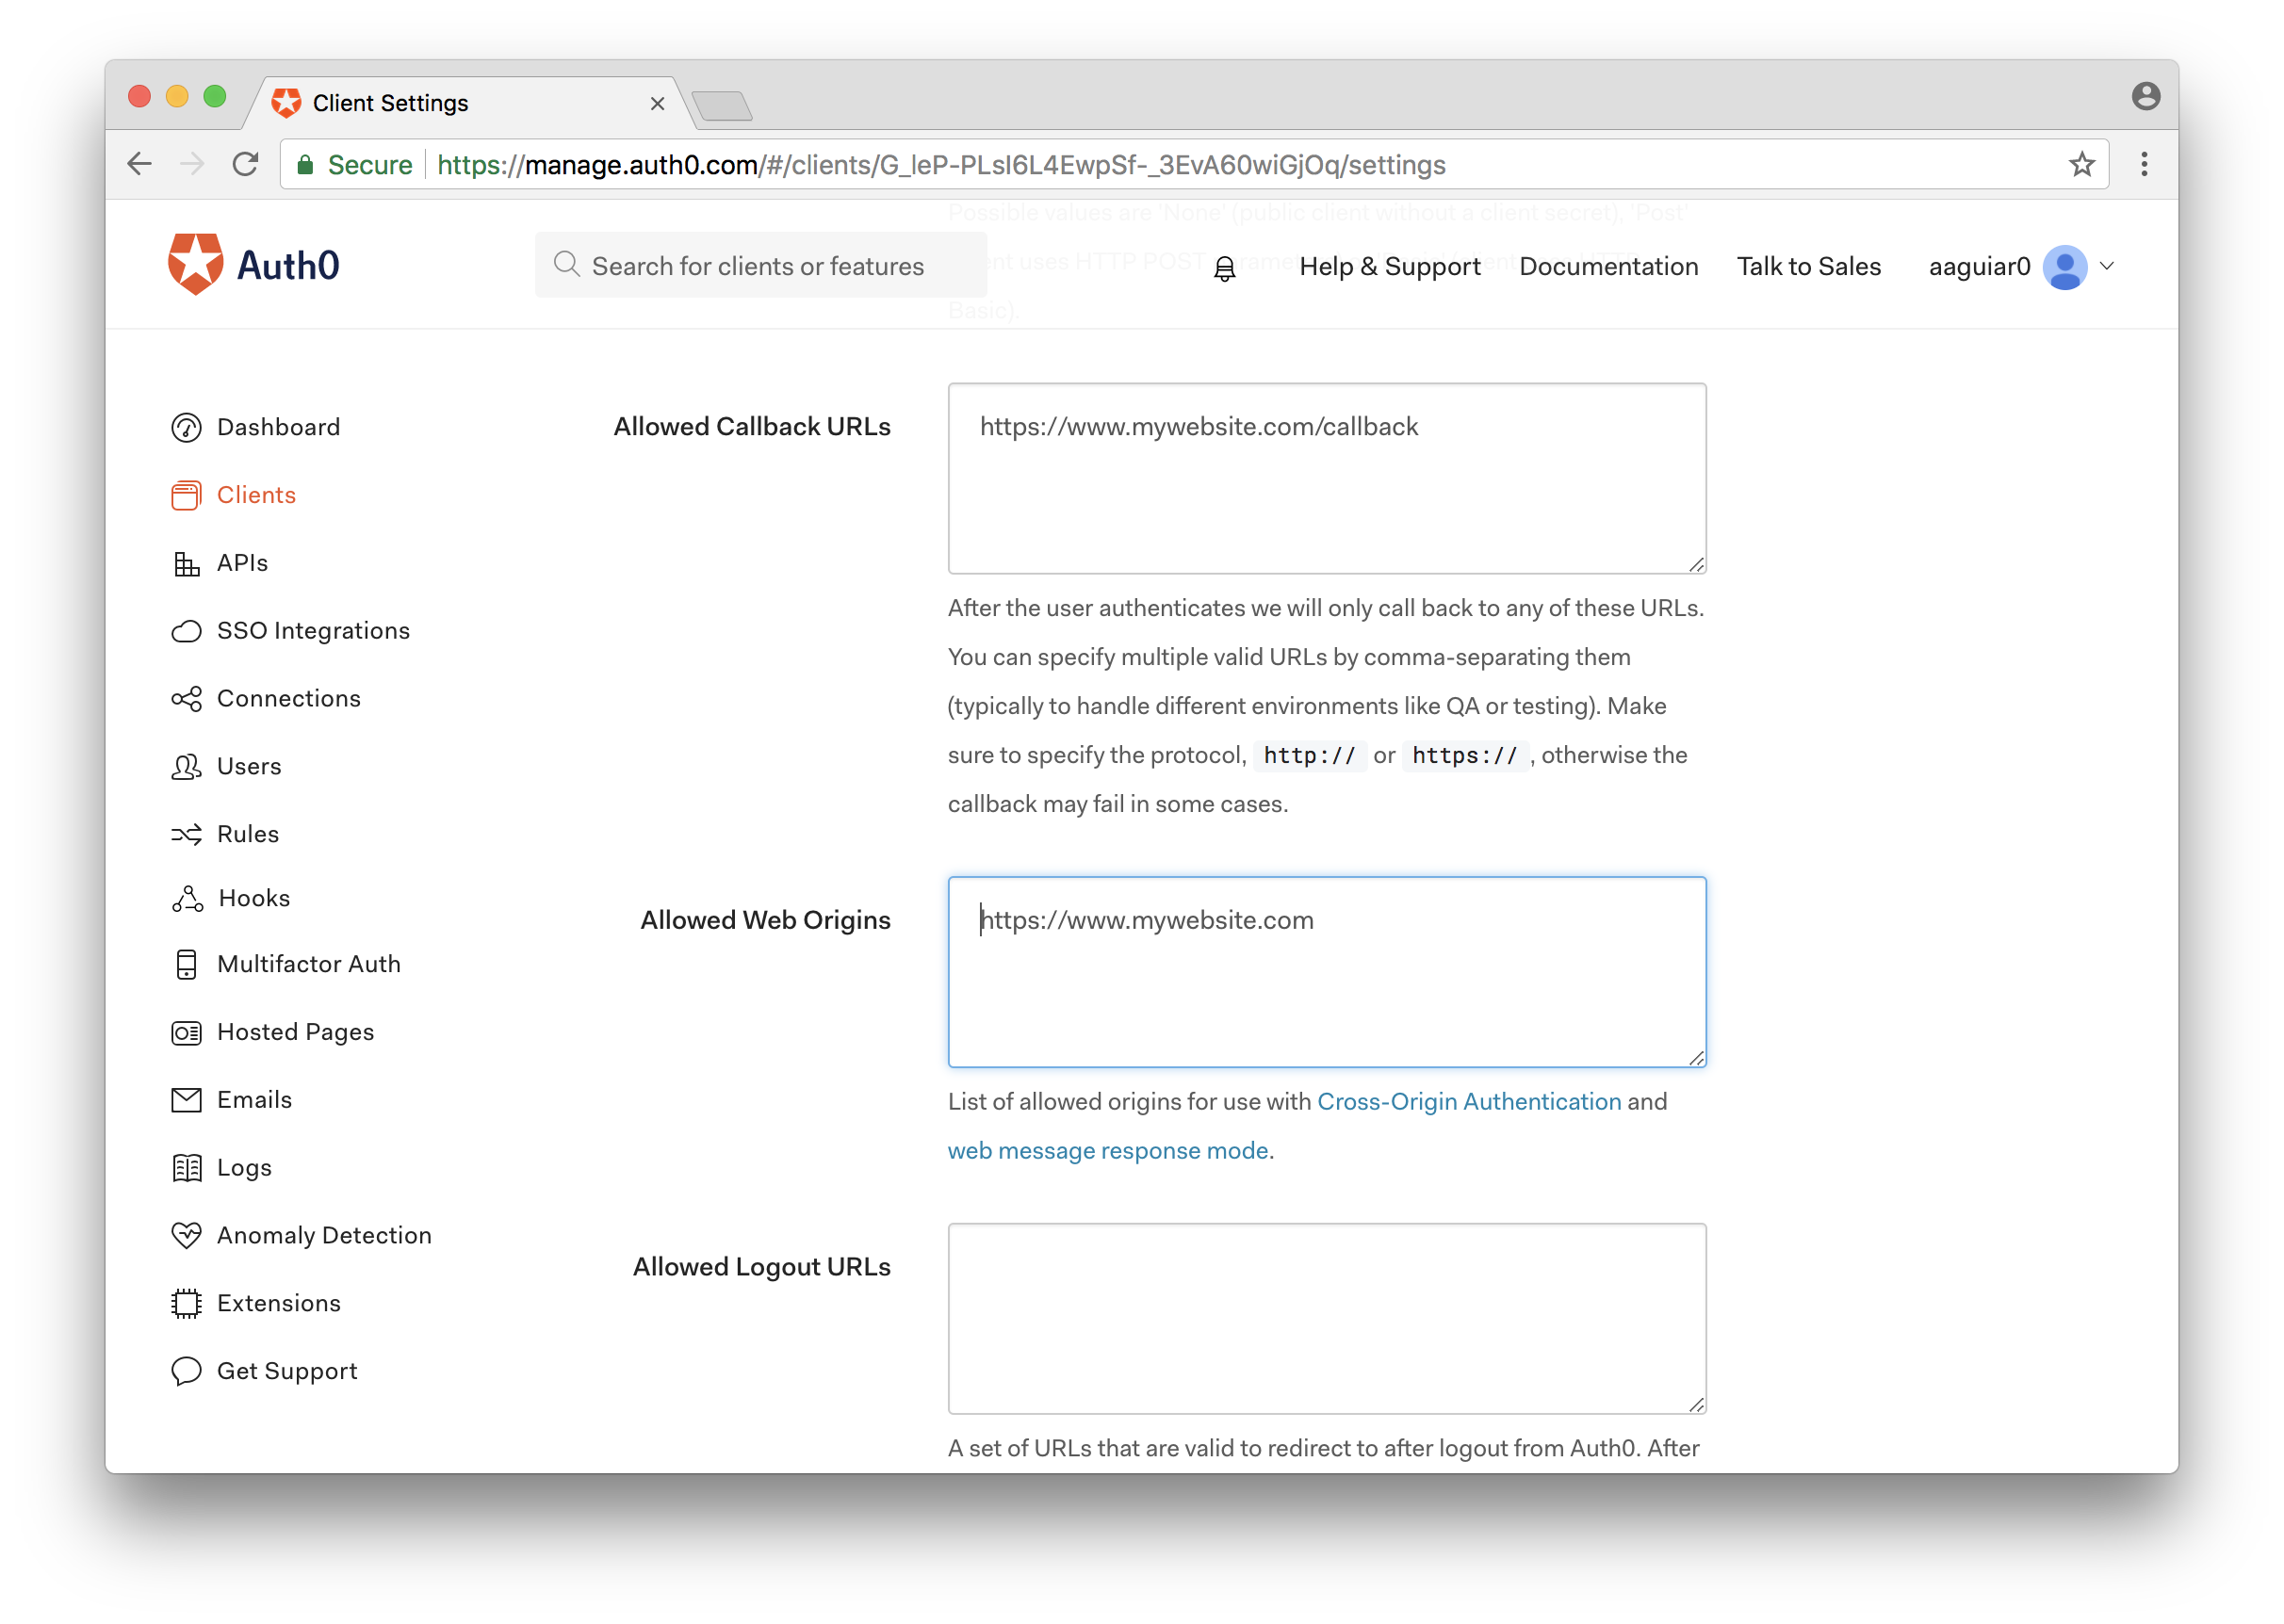 Client Settings
Secure https://manage.auth0.com/#/clients/G_leP-PLsI6L4EwpSf-_3EvA60wiGjOq/settings
Possible values are 'None' (public client without a client secret), 'Post'
Auth0
Search for clients or features
Help & Support
Documentation
Talk to Sales
aaguiar0
uses HTTP POST
Basic).
Dashboard
Clients
APIs
SSO Integrations
Connections
Users
Rules
Hooks
Multifactor Auth
Hosted Pages
Emails
Logs
Anomaly Detection
Extensions
Get Support
Allowed Callback URLs
https://www.mywebsite.com/callback
After the user authenticates we will only call back to any of these URLs.
You can specify multiple valid URLs by comma-separating them
(typically to handle different environments like QA or testing). Make
sure to specify the protocol, http:// or https:// , otherwise the
callback may fail in some cases.
Allowed Web Origins
https://www.mywebsite.com
List of allowed origins for use with Cross-Origin Authentication and
web message response mode.
Allowed Logout URLs
A set of URLs that are valid to redirect to after logout from Auth0. After